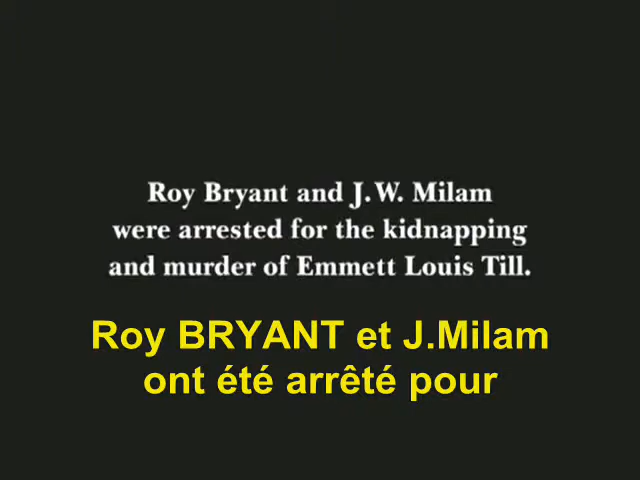 Roy Bryant and J.W. Milam
were arrested for the kidnapping
and murder of Emmett Louis Till.
Roy BRYANT et J.Milam
ont été arrêté pour